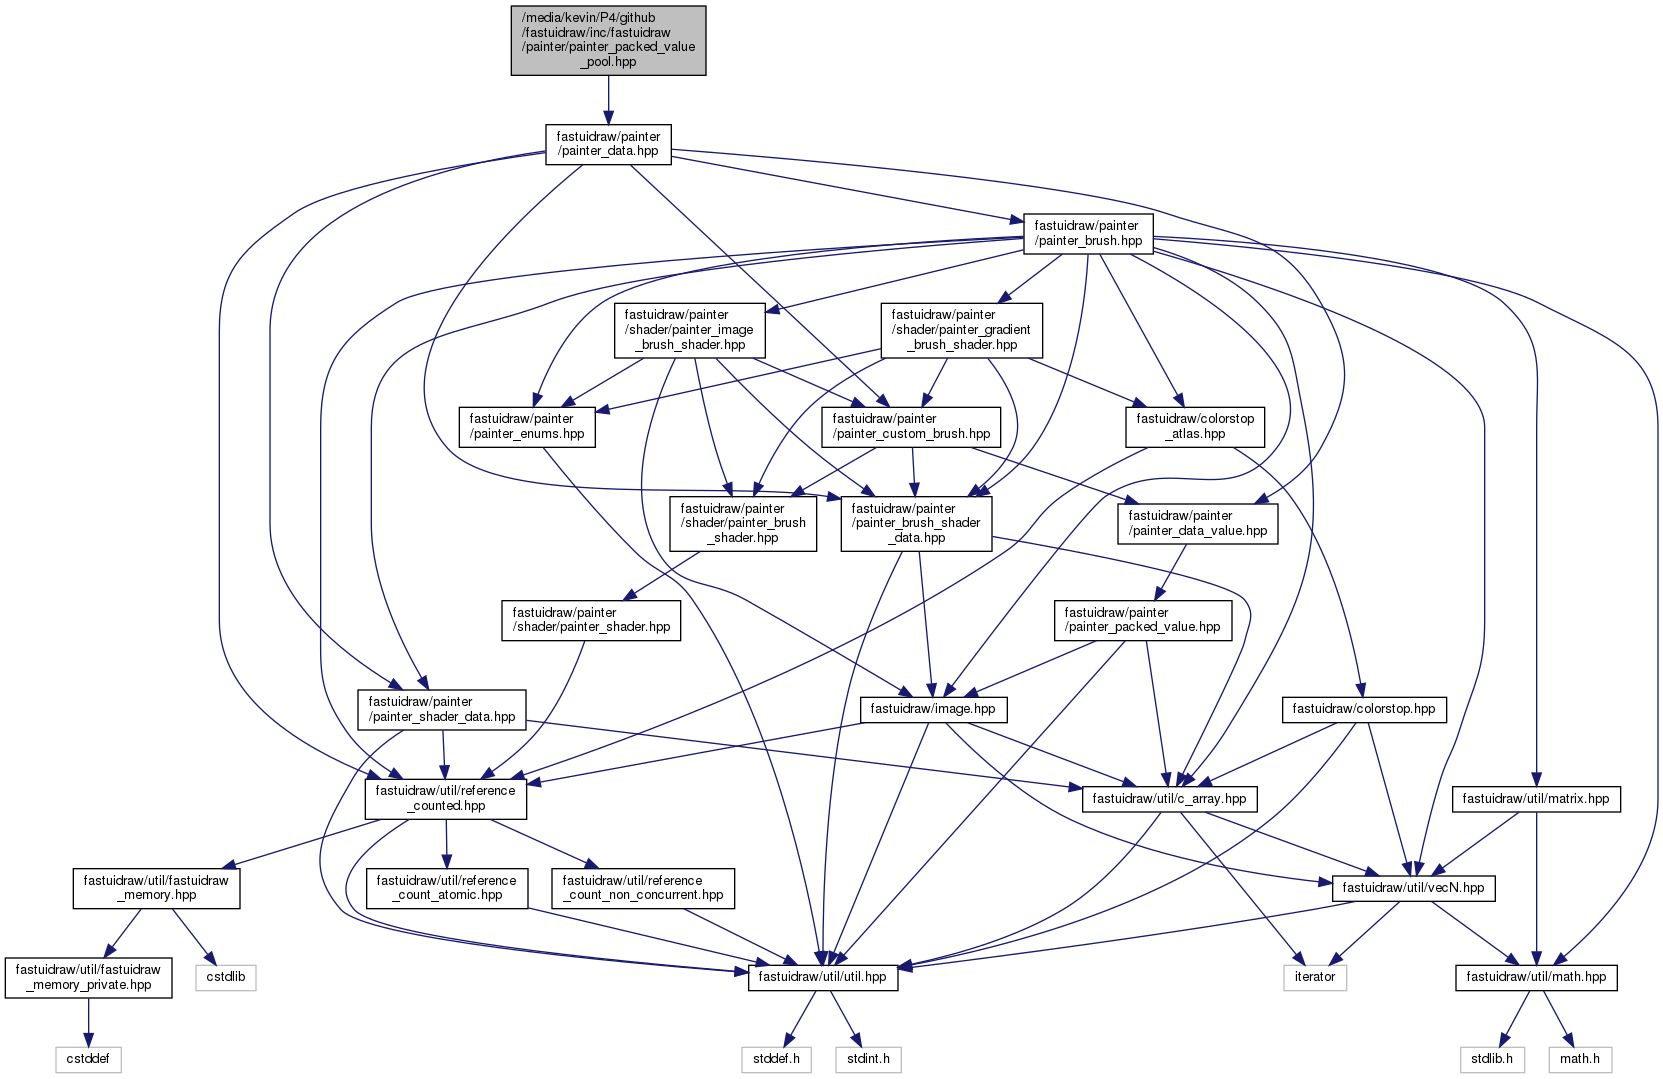 /media/kevin/P4/github
/fastuidraw/inc/fastuidraw
/painter/painter_packed_value
_pool.hpp
fastuidraw/painter
/painter_data.hpp
fastuidraw/painter
/painter_brush.hpp
fastuidraw/painter
/shader/painter_image
_brush_shader.hpp
fastuidraw/painter
/shader/painter_gradient
_brush_shader.hpp
fastuidraw/painter
/painter_enums.hpp
fastuidraw/painter
/painter_custom_brush.hpp
fastuidraw/colorstop
_atlas.hpp
fastuidraw/painter
/shader/painter_brush
_shader.hpp
fastuidraw/painter
/painter_brush_shader
_data.hpp
fastuidraw/painter
/painter_data_value.hpp
fastuidraw/painter
/shader/painter_shader.hpp
fastuidraw/painter
/painter_packed_value.hpp
fastuidraw/painter
/painter_shader_data.hpp
fastuidraw/image.hpp
fastuidraw/colorstop.hpp
fastuidraw/util/reference
_counted.hpp
fastuidraw/util/c_array.hpp
fastuidraw/util/matrix.hpp
fastuidraw/util/fastuidraw
_memory.hpp
fastuidraw/util/reference
_count_atomic.hpp
fastuidraw/util/reference
_count_non_concurrent.hpp
fastuidraw/util/vecN.hpp
fastuidraw/util/fastuidraw
_memory_private.hpp
cstdlib
fastuidraw/util/util.hpp
iterator
fastuidraw/util/math.hpp
cstddef
stddef.h
stdint.h
stdlib.h
math.h